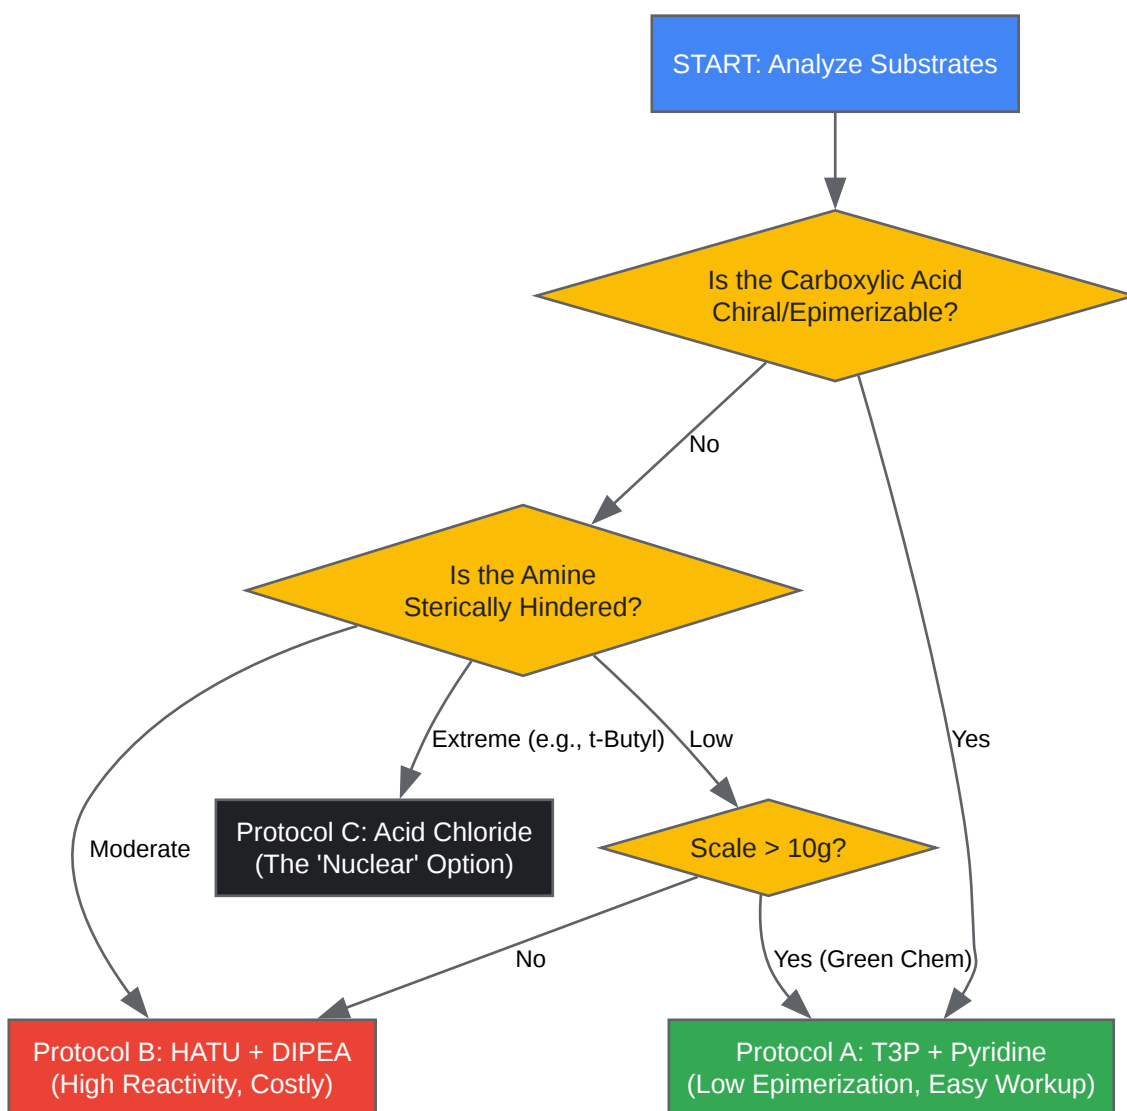 START: Analyze Substrates
Is the Carboxylic Acid
Chiral/Epimerizable?
No
Is the Amine
Sterically Hindered?
Extreme (e.g., t-Butyl)
Low
Yes
Moderate
Protocol C: Acid Chloride
(The 'Nuclear' Option)
Scale > 10g?
No
Yes (Green Chem)
Protocol B: HATU + DIPEA
(High Reactivity, Costly)
Protocol A: T3P + Pyridine
(Low Epimerization, Easy Workup)